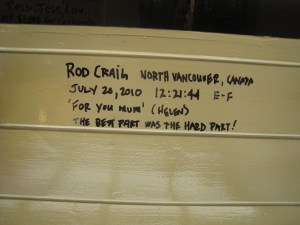 ROD CRAIG NORTH VANCOUVER, CANADA
JULY 20, 2010 12:21:44 E-F
'FOR YOU MUM' (HELEN)
THE BEST PART WAS THE HARD PART!